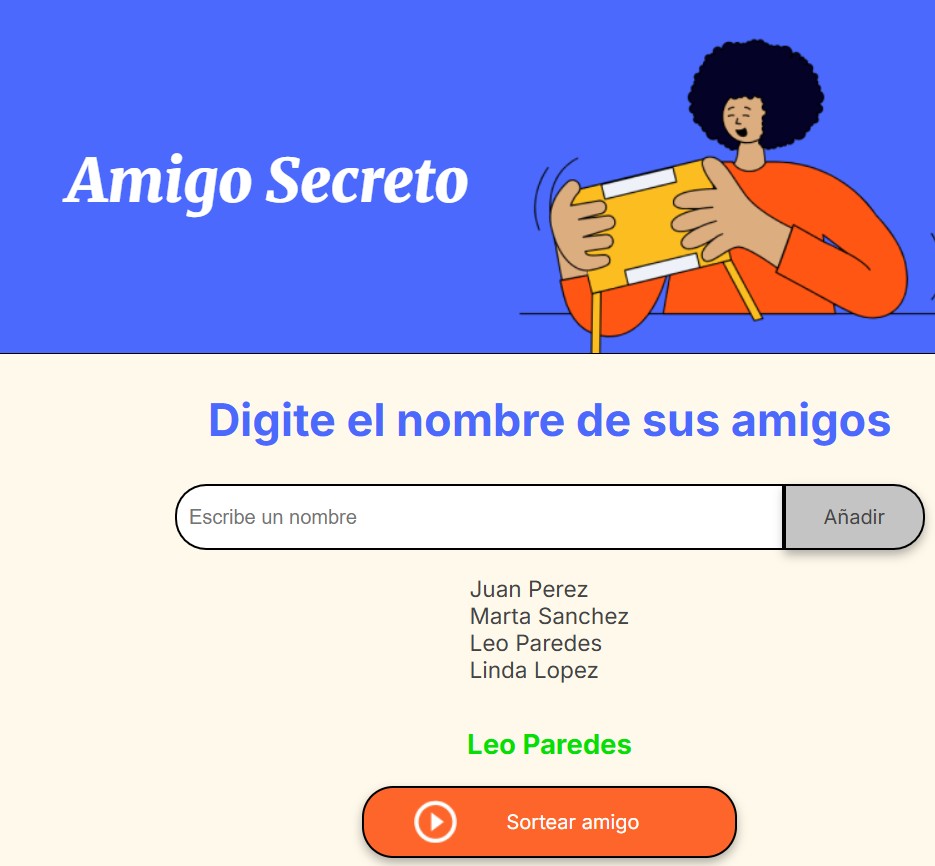 Amigo Secreto
Digite el nombre de sus amigos
Escribe un nombre
Añadir
Juan Perez
Marta Sanchez
Leo Paredes
Linda Lopez
Leo Paredes
Sortear amigo